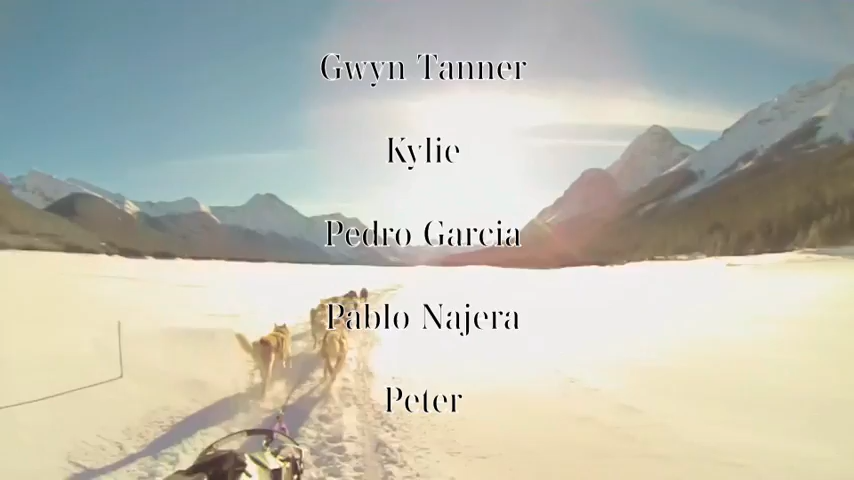 Gwyn Tanner
Kylie
Pedro Garcia
Pablo Najera
Peter